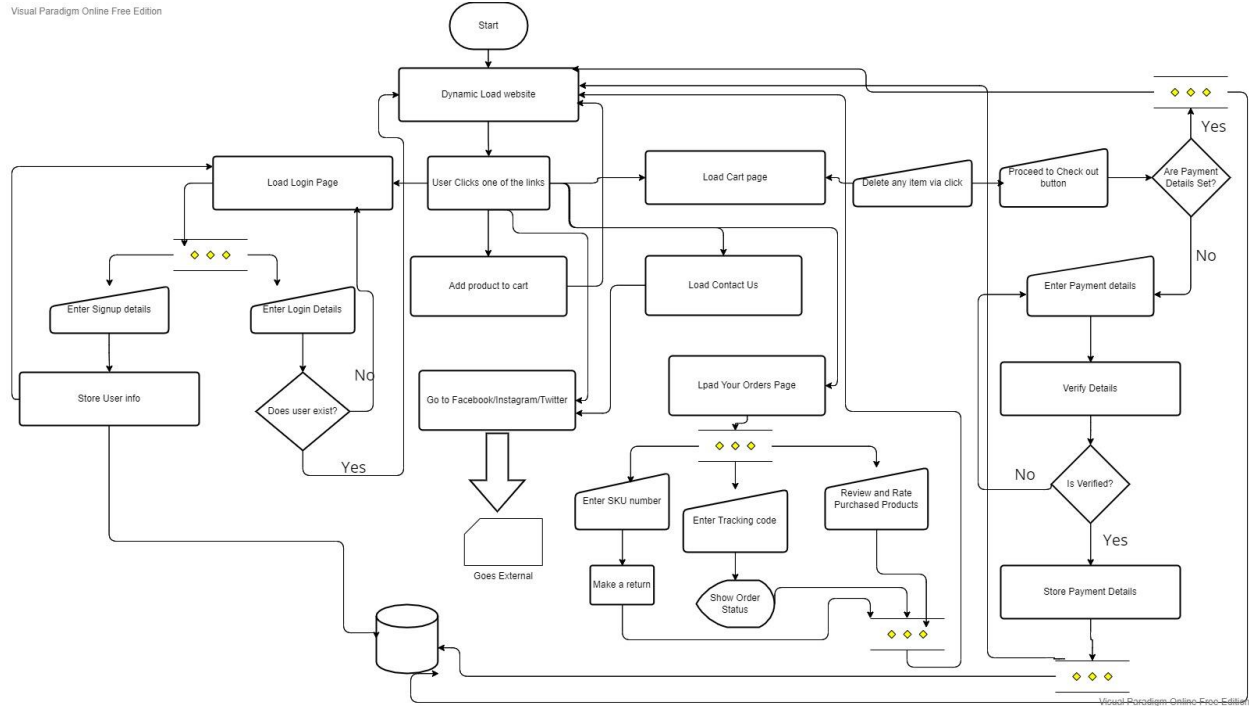 Visual Paradigm Online Free Edition
Start
Dynamic Load website
Yes
Load Login Page
User Clicks one of the links
Load Cart page
Delete any item via click
Proceed to Check out
button
Are Payment
Details Set?
No
Enter Signup details
Enter Login Details
Add product to cart
Load Contact Us
Enter Payment details
Store User info
Does user exist?
No
Yes
Go to Facebook/Instagram/Twitter
Lpad Your Orders Page
Verify Details
Enter SKU number
Enter Tracking code
Review and Rate
Purchased Products
No
Is Verified?
Yes
Goes External
Make a return
Show Order
Status
Store Payment Details
Visual Paradigm Online Free Edition